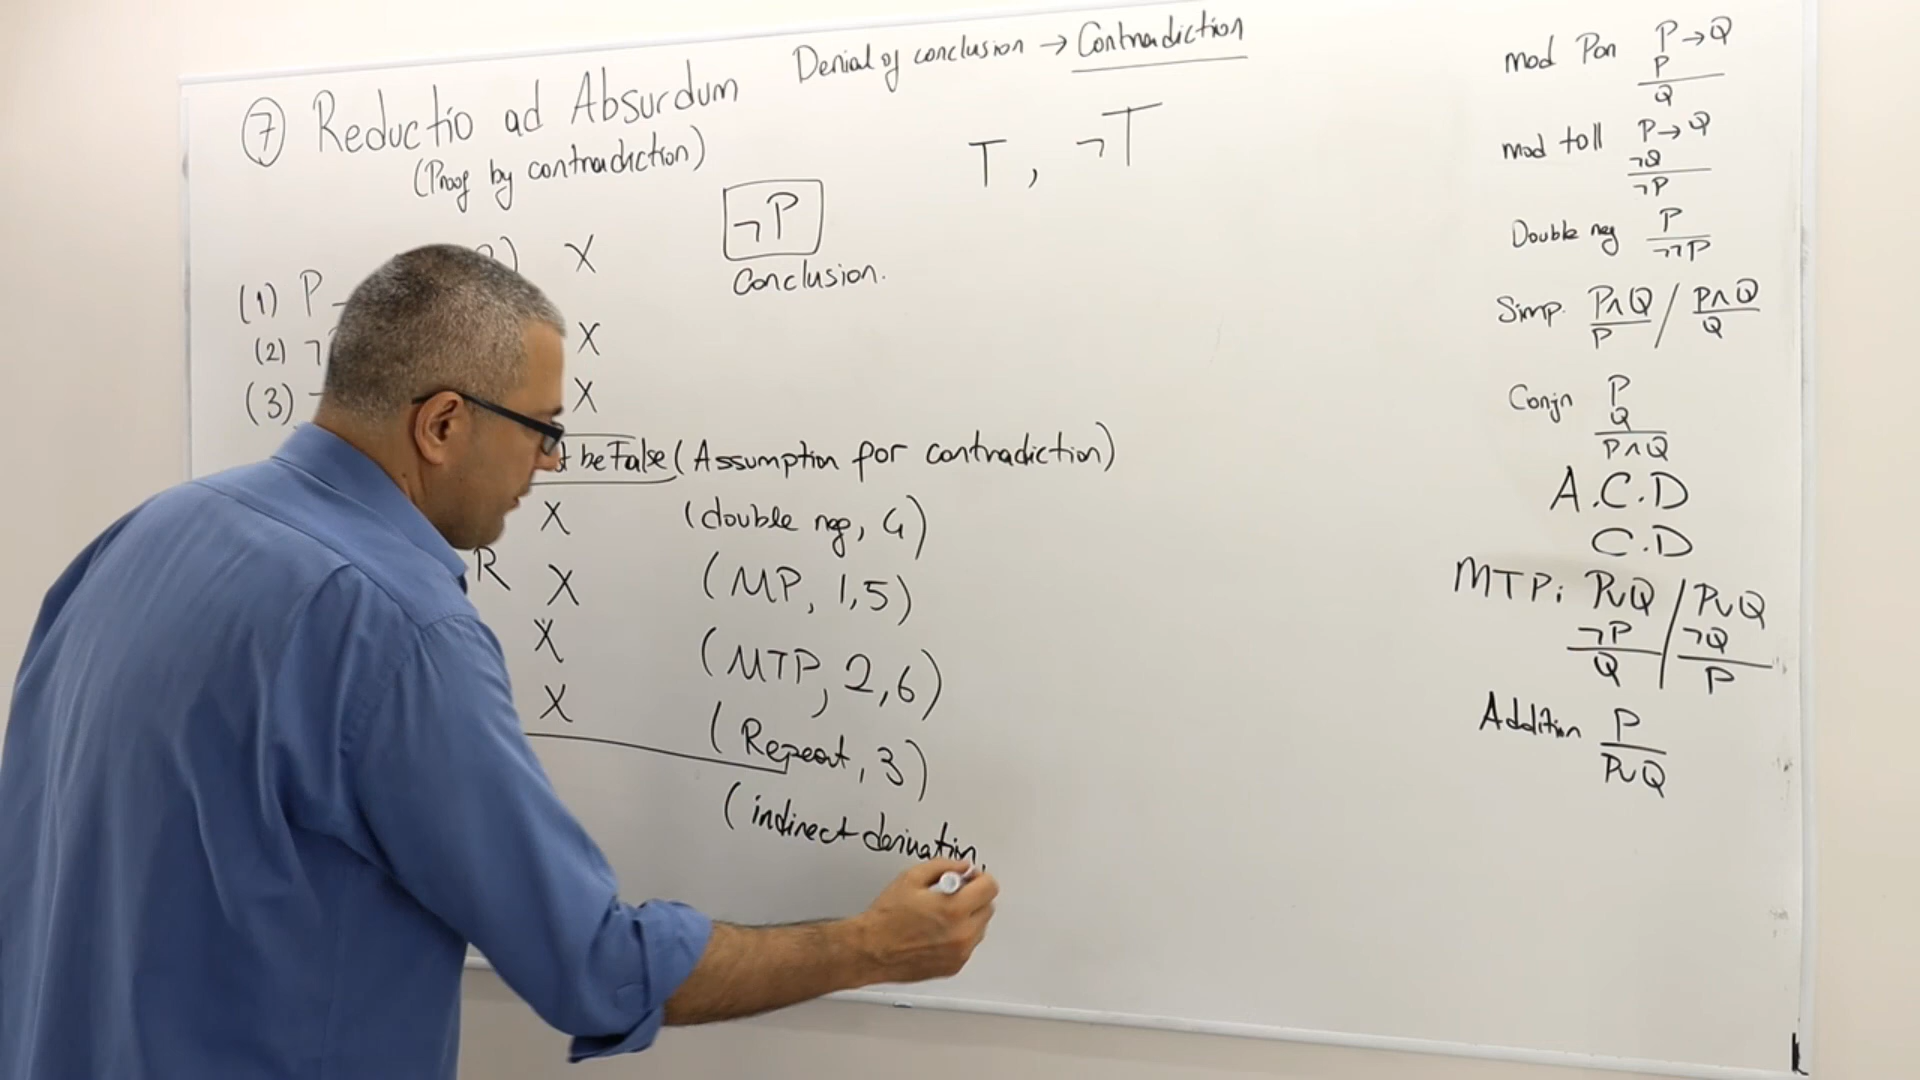 Denial of conclusion → Contradiction
⑦ Reductio ad Absurdum
(Proof by contradiction)
T, ¬T
¬P
Conclusion.
) X
(1) P
(2) ¬ X
(3) X
be False (Assumption for contradiction)
X (double neg, 4)
R X (MP, 1,5)
X (MTP, 2,6)
X (Repeat, 3)
(indirect derivation,
mod Pon P→Q
P
Q
mod toll P→Q
¬Q
¬P
Double neg P
¬¬P
Simp. P∧Q / P∧Q
P Q
Conjn P
Q
P∧Q
A.C.D
C.D
MTP: P∨Q / P∨Q
¬P ¬Q
Q P
Addition P
P∨Q